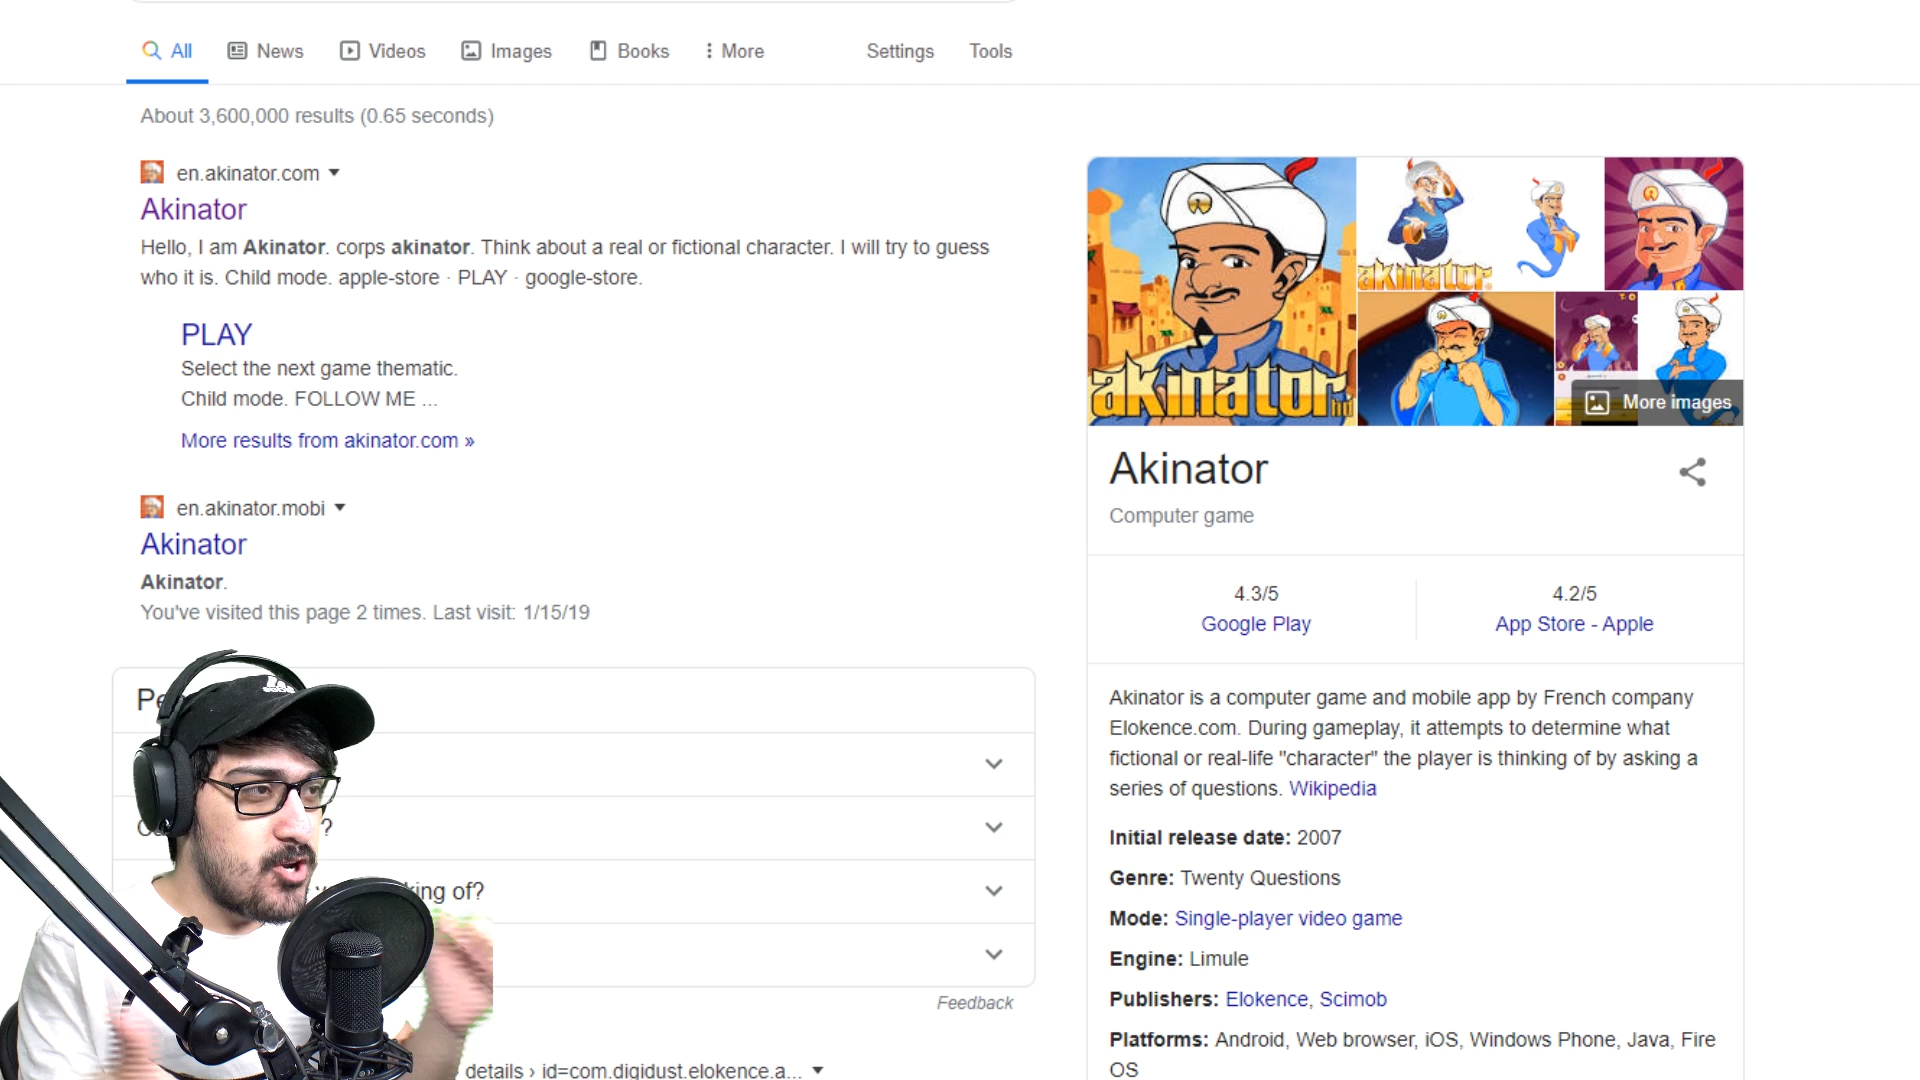 All News Videos Images Books More Settings Tools
About 3,600,000 results (0.65 seconds)
en.akinator.com
Akinator
Hello, I am Akinator. corps akinator. Think about a real or fictional character. I will try to guess
who it is. Child mode. apple-store · PLAY · google-store.
PLAY
Select the next game thematic.
Child mode. FOLLOW ME ...
More results from akinator.com »
en.akinator.mobi
Akinator
Akinator.
You've visited this page 2 times. Last visit: 1/15/19
?
king of?
Feedback
details › id=com.digidust.elokence.a...
akinator HD
akinator.
More images
Akinator
Computer game
4.3/5
Google Play
4.2/5
App Store - Apple
Akinator is a computer game and mobile app by French company
Elokence.com. During gameplay, it attempts to determine what
fictional or real-life "character" the player is thinking of by asking a
series of questions. Wikipedia
Initial release date: 2007
Genre: Twenty Questions
Mode: Single-player video game
Engine: Limule
Publishers: Elokence, Scimob
Platforms: Android, Web browser, iOS, Windows Phone, Java, Fire
OS